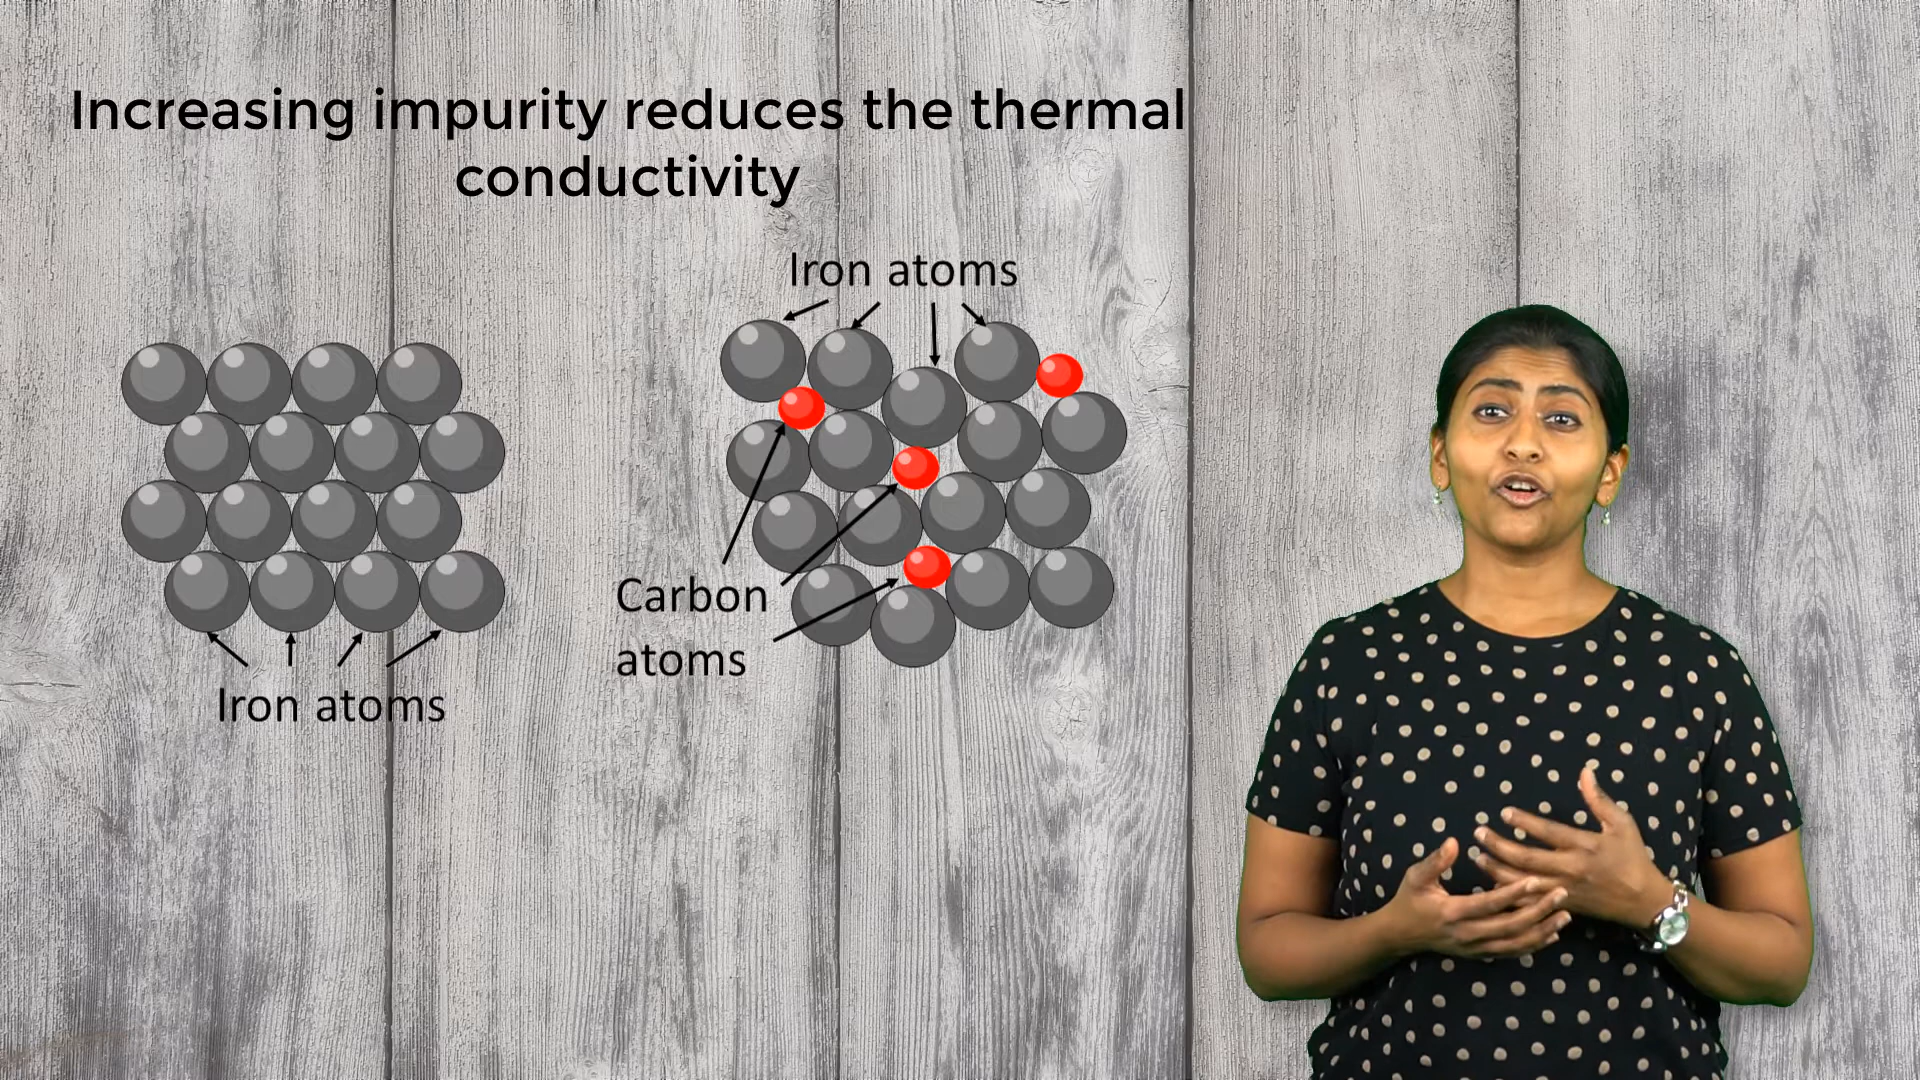 Increasing impurity reduces the thermal
conductivity
Iron atoms
Carbon
atoms
Iron atoms